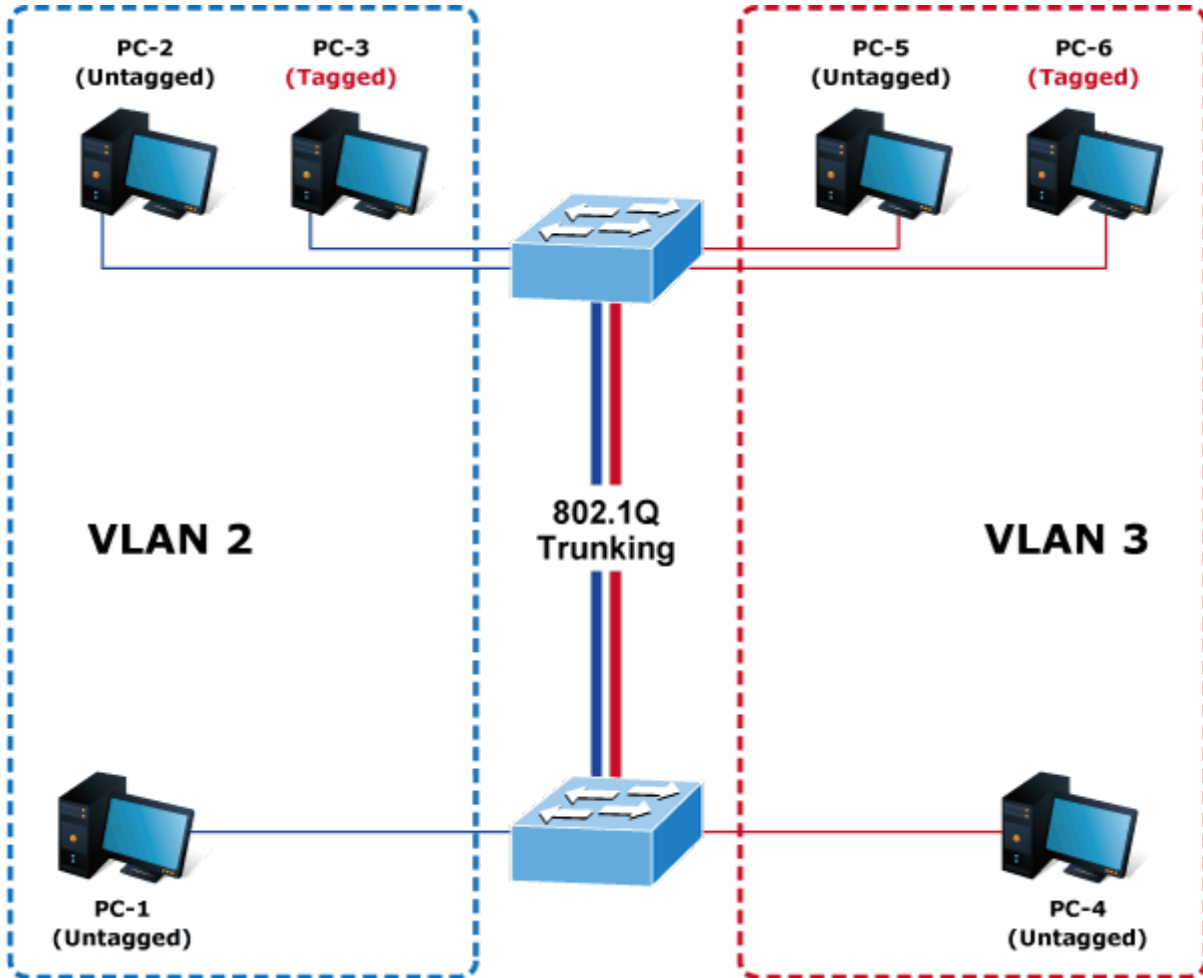 PC-2
(Untagged)
PC-3
(Tagged)
PC-5
(Untagged)
PC-6
(Tagged)
802.1Q
Trunking
VLAN 2
VLAN 3
PC-1
(Untagged)
PC-4
(Untagged)